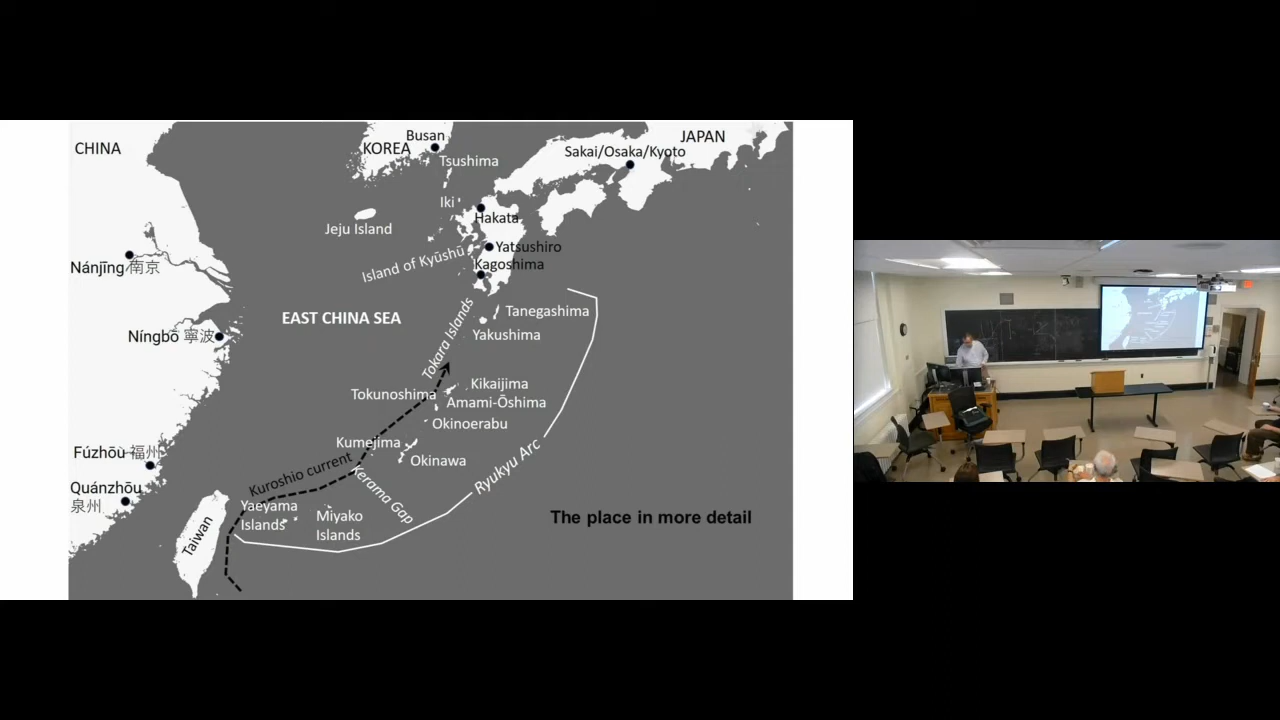 CHINA
KOREA
Busan
JAPAN
Sakai/Osaka/Kyoto
Tsushima
Iki
Hakata
Jeju Island
Yatsushiro
Island of Kyūshū
Kagoshima
Nánjīng 南京
EAST CHINA SEA
Tanegashima
Níngbō 寧波
Yakushima
Tokara Islands
Kikaijima
Tokunoshima
Amami-Ōshima
Okinoerabu
Kumejima
Fúzhōu 福州
Okinawa
Kuroshio current
Ryukyu Arc
Quánzhōu
泉州
Kerama Gap
Yaeyama
Islands
Miyako
Islands
The place in more detail
Taiwan